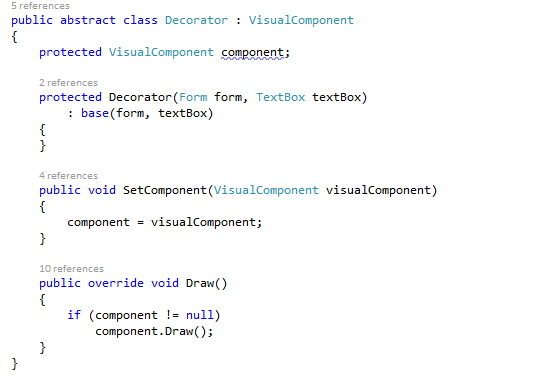 5 references
public abstract class Decorator : VisualComponent
{
protected VisualComponent component;
2 references
protected Decorator(Form form, TextBox textBox)
: base(form, textBox)
{
}
4 references
public void SetComponent(VisualComponent visualComponent)
{
component = visualComponent;
}
10 references
public override void Draw()
{
if (component != null)
component.Draw();
}
}